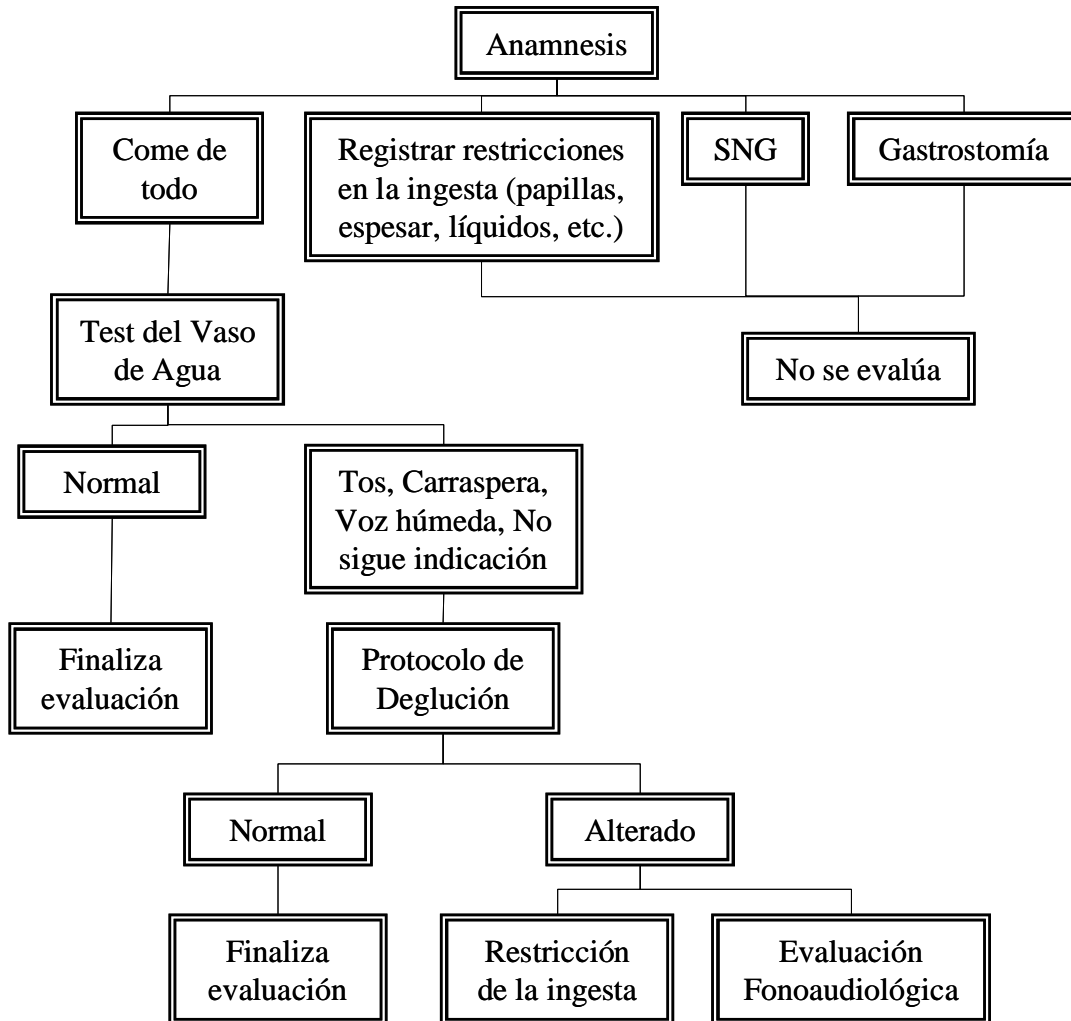 Anamnesis
Come de
todo
Registrar restricciones
en la ingesta (papillas,
espesar, líquidos, etc.)
SNG
Gastrostomía
Test del Vaso
de Agua
No se evalúa
Normal
Tos, Carraspera,
Voz húmeda, No
sigue indicación
Finaliza
evaluación
Protocolo de
Deglución
Normal
Alterado
Finaliza
evaluación
Restricción
de la ingesta
Evaluación
Fonoaudiológica